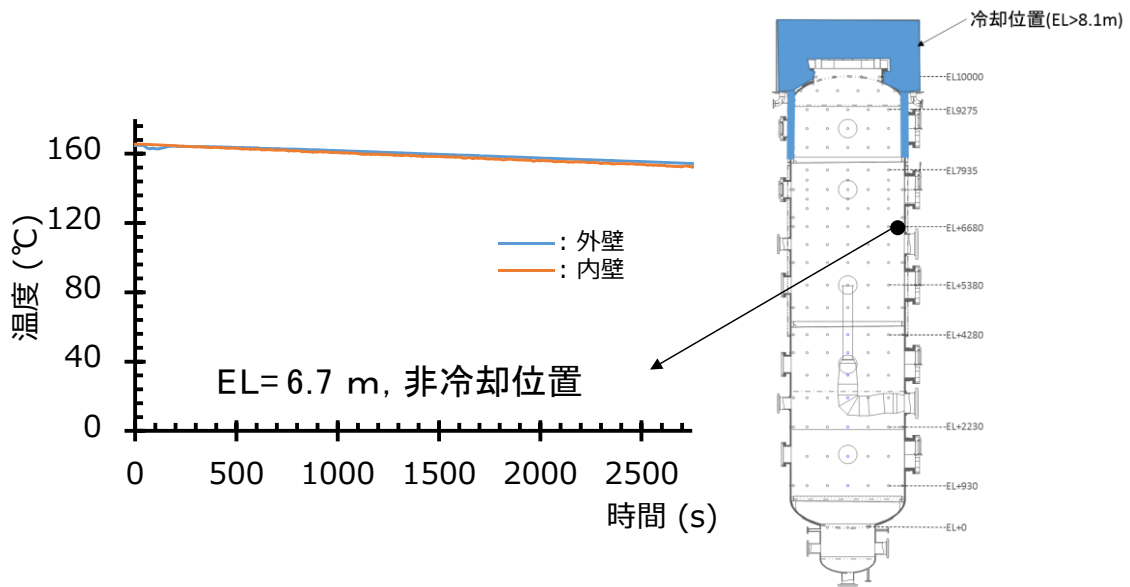 冷却位置(EL>8.1m)
EL10000
EL9275
EL7935
EL+6680
EL+5380
EL+4280
EL+2230
EL+930
EL+0
温度 (℃)
160
120
80
40
0
: 外壁
: 内壁
EL= 6.7 m, 非冷却位置
0 500 1000 1500 2000 2500
時間 (s)